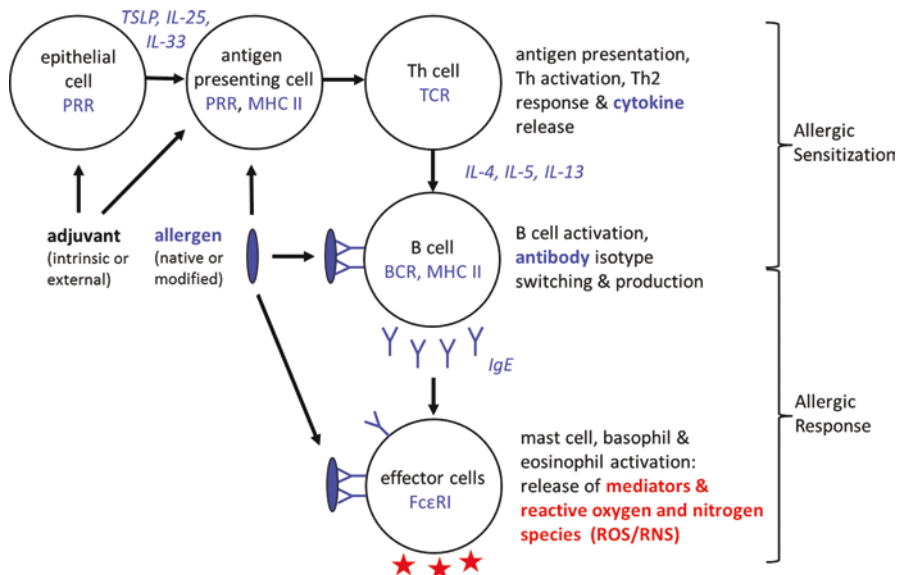 TSLP, IL-25,
IL-33
epithelial
cell
PRR
antigen
presenting cell
PRR, MHC II
Th cell
TCR
antigen presentation,
Th activation, Th2
response & cytokine
release
Allergic
Sensitization
IL-4, IL-5, IL-13
adjuvant
(intrinsic or
external)
allergen
(native or
modified)
B cell
BCR, MHC II
B cell activation,
antibody isotype
switching & production
IgE
Allergic
Response
effector cells
FcεRI
mast cell, basophil &
eosinophil activation:
release of mediators &
reactive oxygen and nitrogen
species (ROS/RNS)